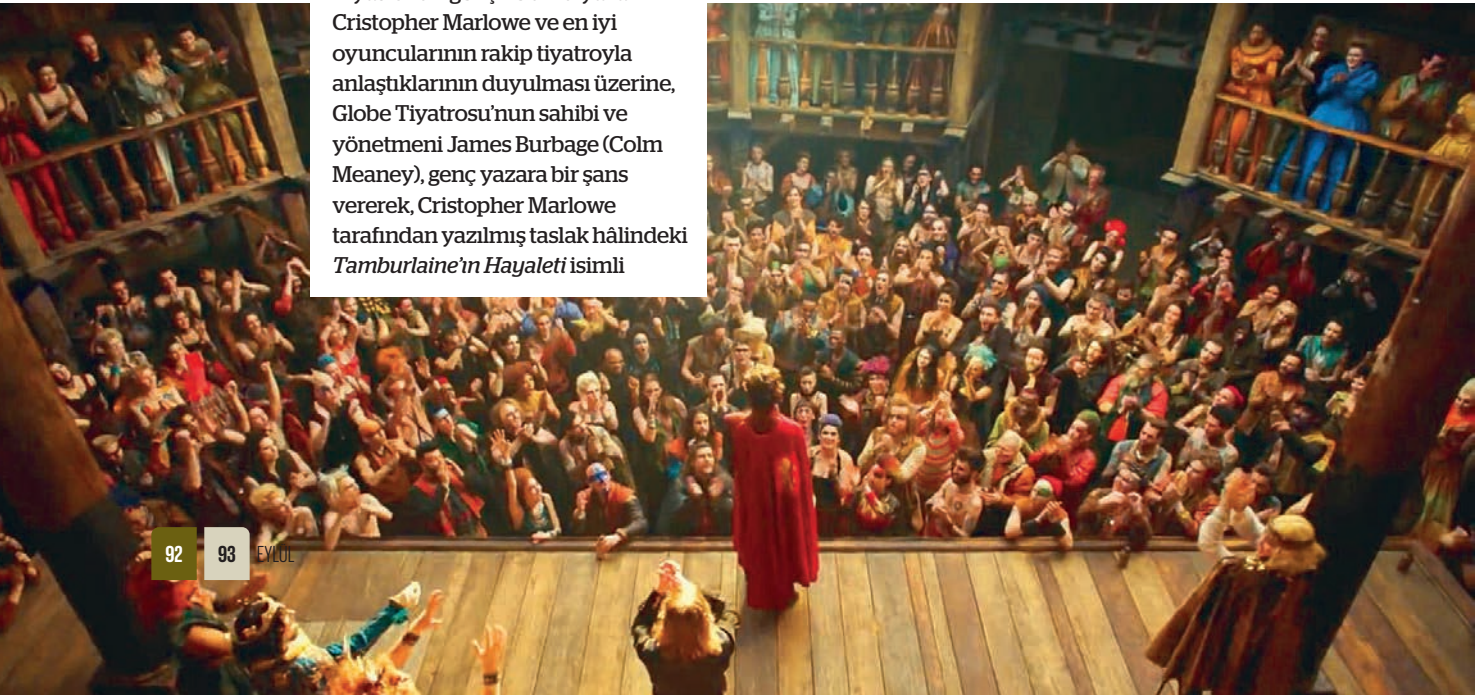 Cristopher Marlowe ve en iyi
oyuncularının rakip tiyatroyla
anlaştıklarının duyulması üzerine,
Globe Tiyatrosu’nun sahibi ve
yönetmeni James Burbage (Colm
Meaney), genç yazara bir şans
vererek, Cristopher Marlowe
tarafından yazılmış taslak hâlindeki
Tamburlaine’ın Hayaleti isimli
92 93 EYLÜL